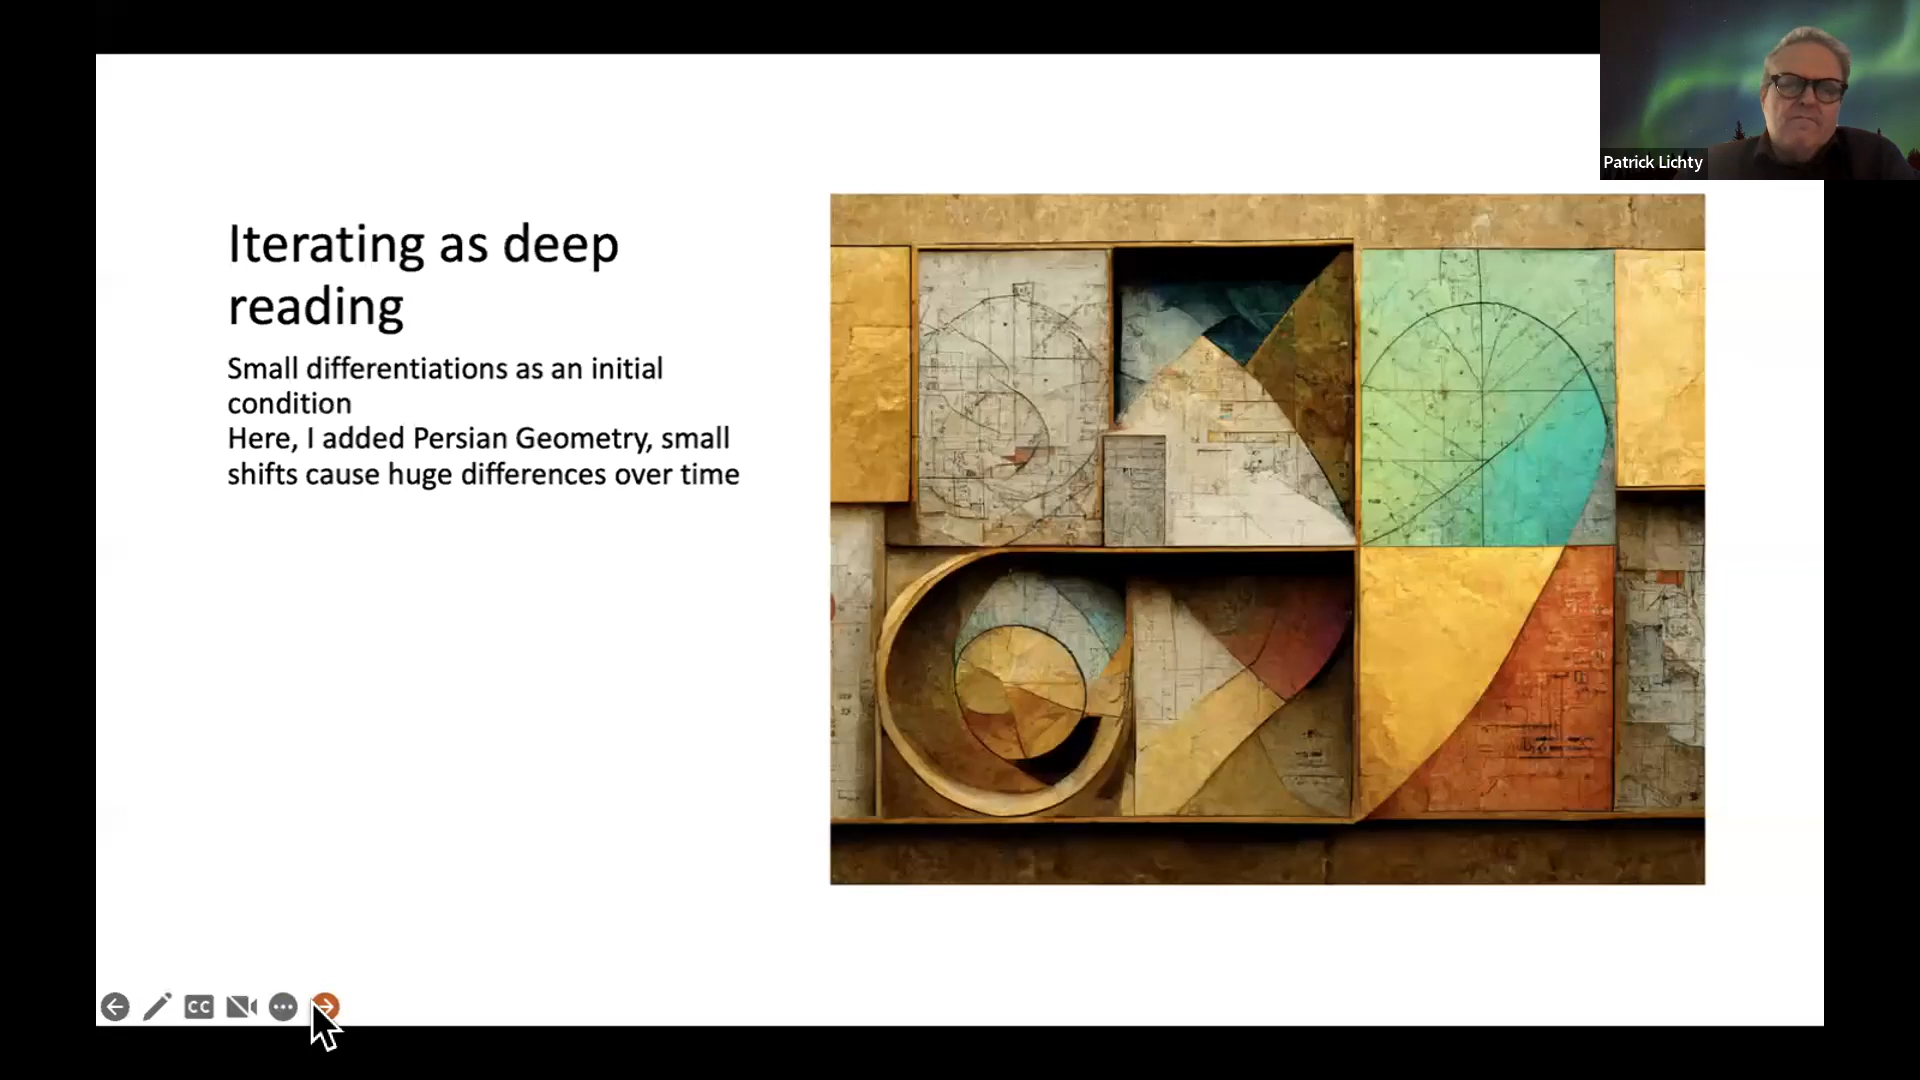 Patrick Lichty
Iterating as deep
reading
Small differentiations as an initial
condition
Here, I added Persian Geometry, small
shifts cause huge differences over time
CC